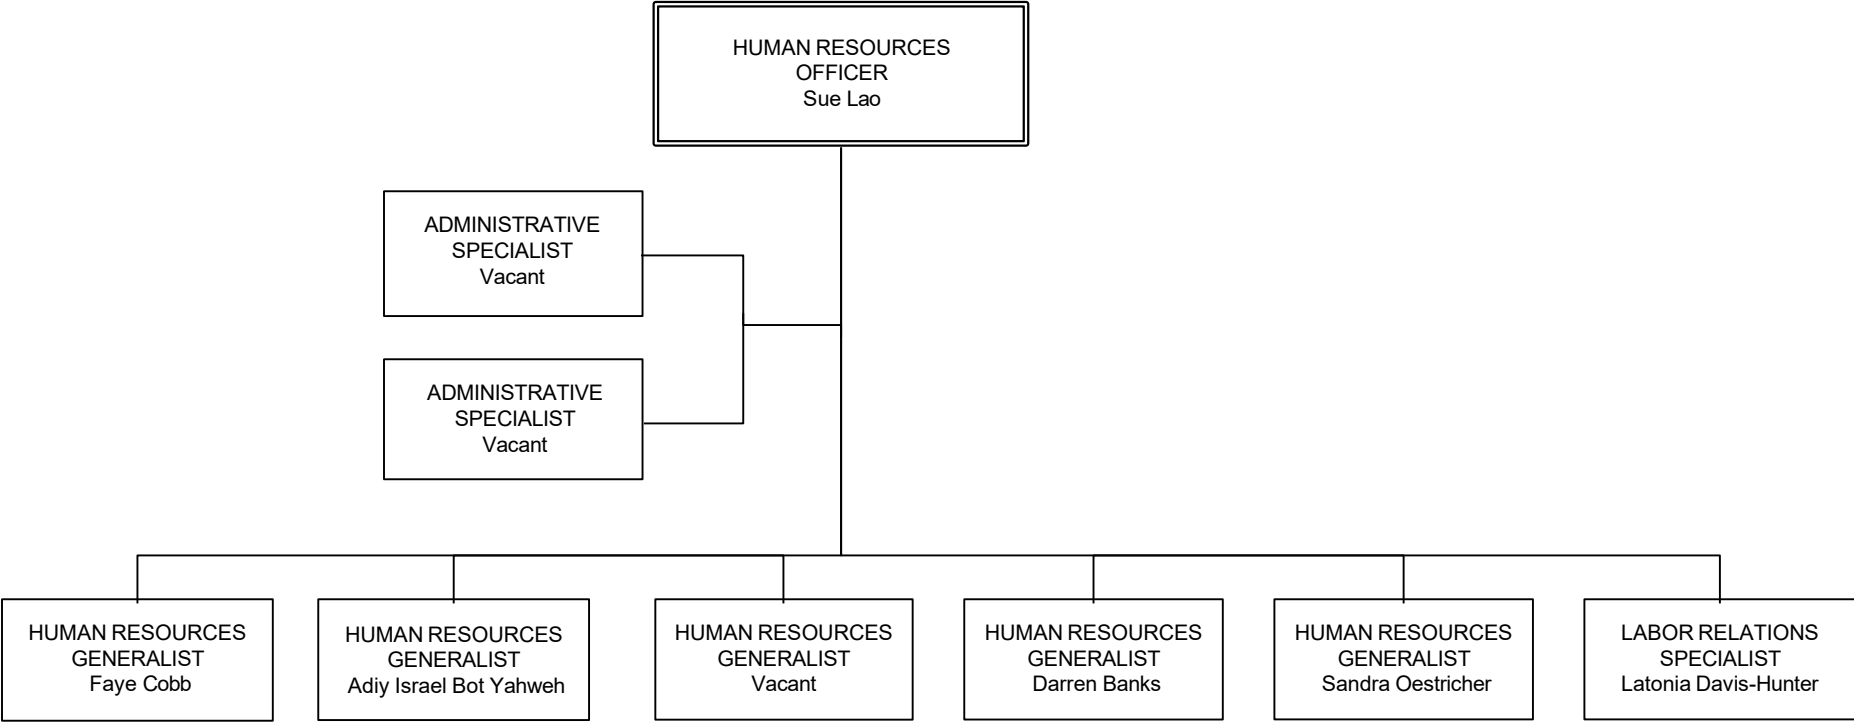 HUMAN RESOURCES
OFFICER
Sue Lao
ADMINISTRATIVE
SPECIALIST
Vacant
ADMINISTRATIVE
SPECIALIST
Vacant
HUMAN RESOURCES
GENERALIST
Faye Cobb
HUMAN RESOURCES
GENERALIST
Adiy Israel Bot Yahweh
HUMAN RESOURCES
GENERALIST
Vacant
HUMAN RESOURCES
GENERALIST
Darren Banks
HUMAN RESOURCES
GENERALIST
Sandra Oestricher
LABOR RELATIONS
SPECIALIST
Latonia Davis-Hunter